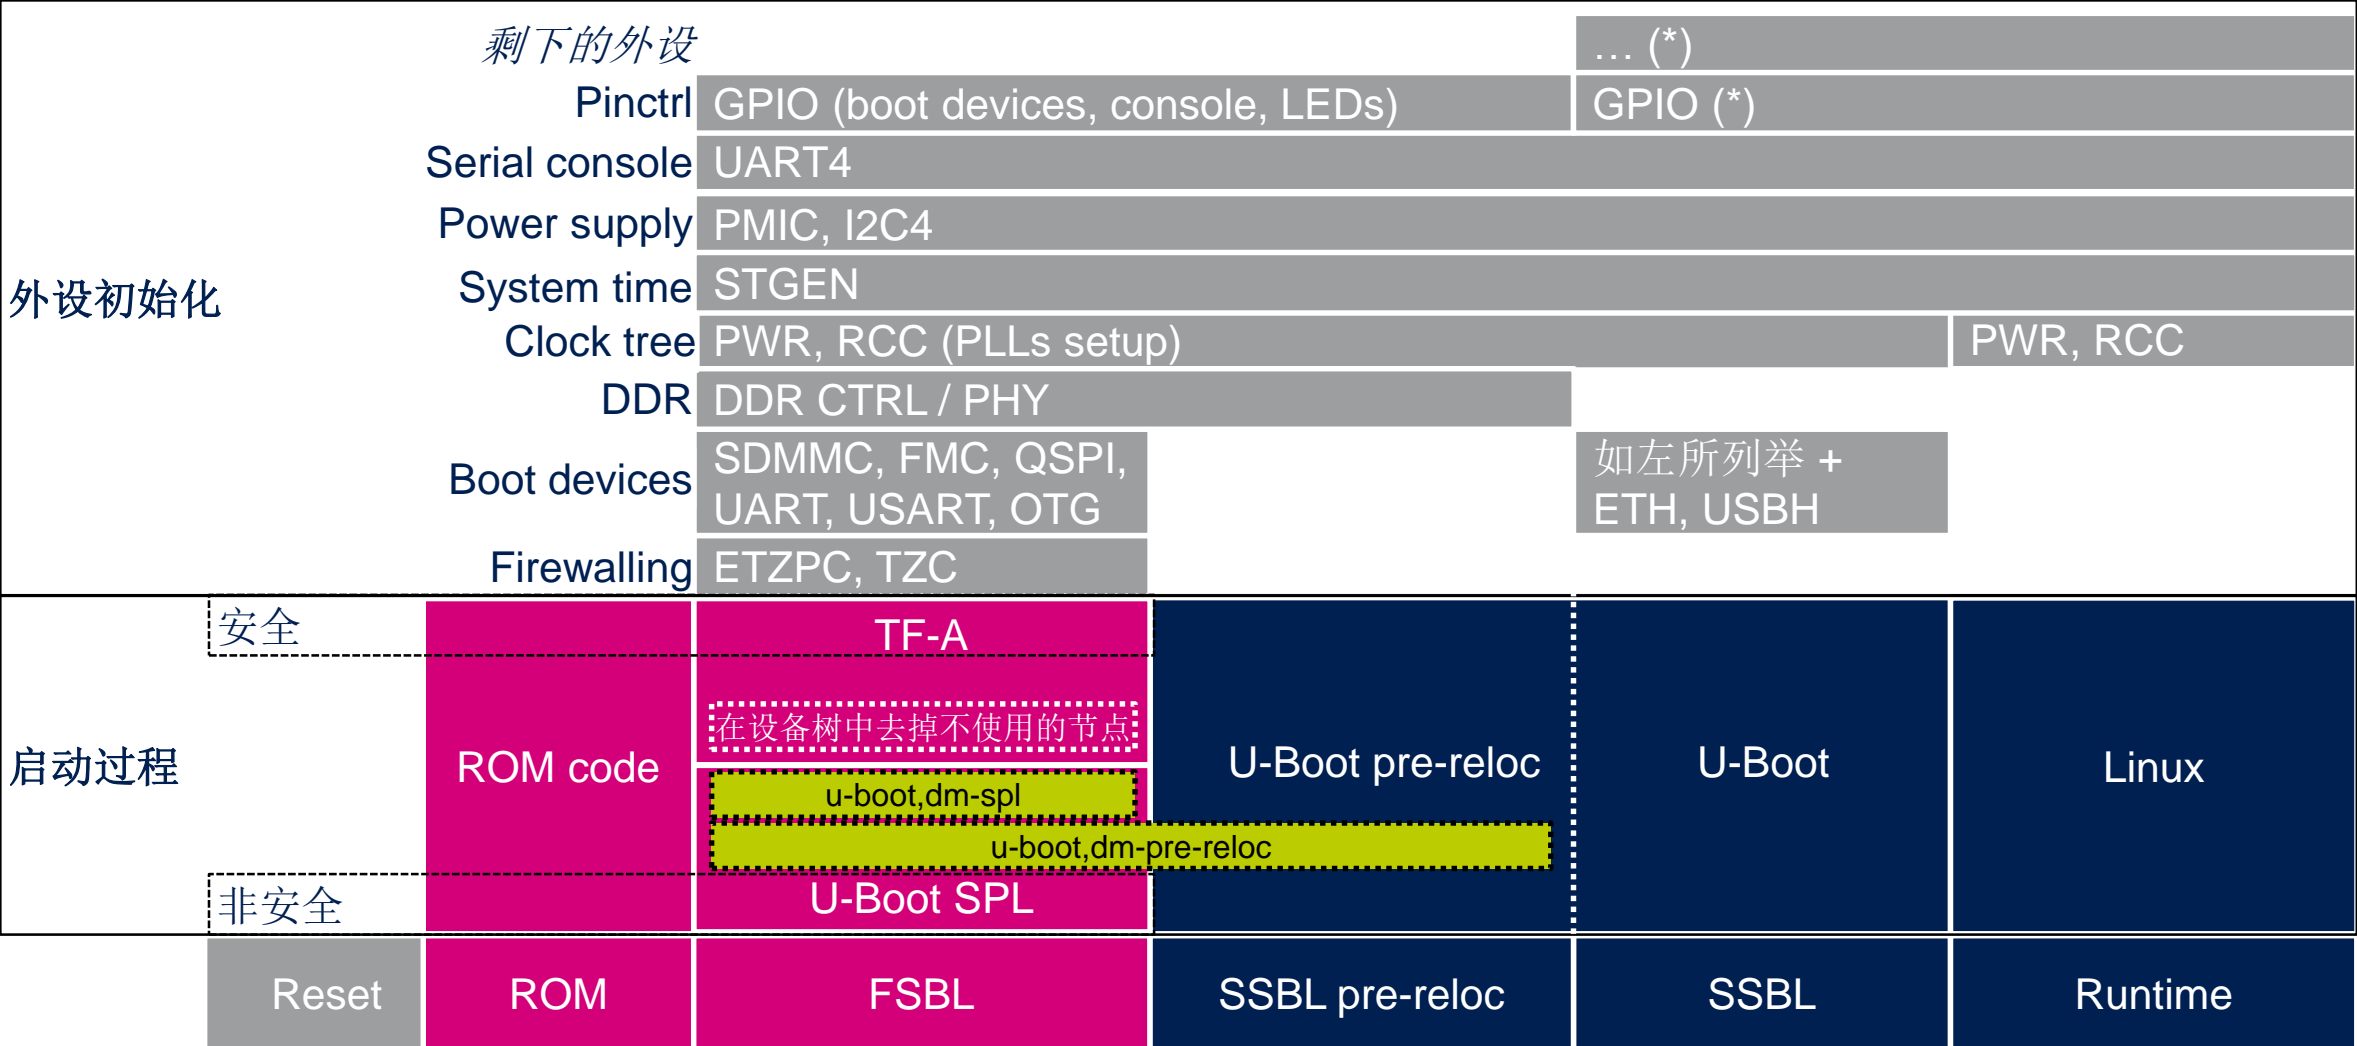 剩下的外设
… (*)
Pinctrl
GPIO (boot devices, console, LEDs)
GPIO (*)
Serial console
UART4
Power supply
PMIC, I2C4
外设初始化
System time
STGEN
Clock tree
PWR, RCC (PLLs setup)
PWR, RCC
DDR
DDR CTRL / PHY
Boot devices
SDMMC, FMC, QSPI,
UART, USART, OTG
如左所列举 +
ETH, USBH
Firewalling
ETZPC, TZC
安全
TF-A
在设备树中去掉不使用的节点
启动过程
ROM code
U-Boot pre-reloc
U-Boot
Linux
u-boot,dm-spl
u-boot,dm-pre-reloc
非安全
U-Boot SPL
Reset
ROM
FSBL
SSBL pre-reloc
SSBL
Runtime